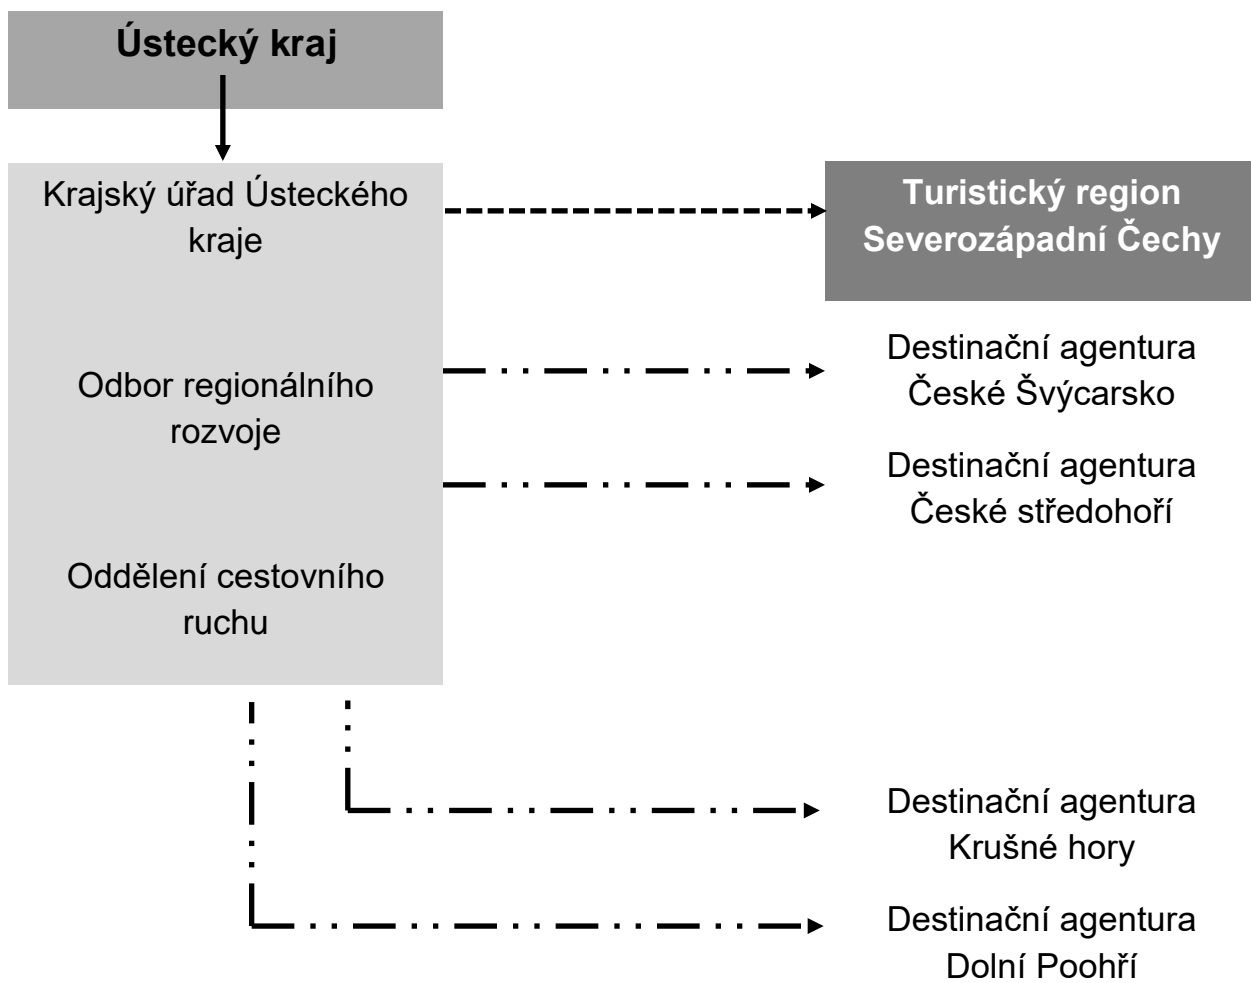 Ústecký kraj
Krajský úřad Ústeckého
kraje
Odbor regionálního
rozvoje
Oddělení cestovního
ruchu
Turistický region
Severozápadní Čechy
Destinační agentura
České Švýcarsko
Destinační agentura
České středohoří
Destinační agentura
Krušné hory
Destinační agentura
Dolní Poohří